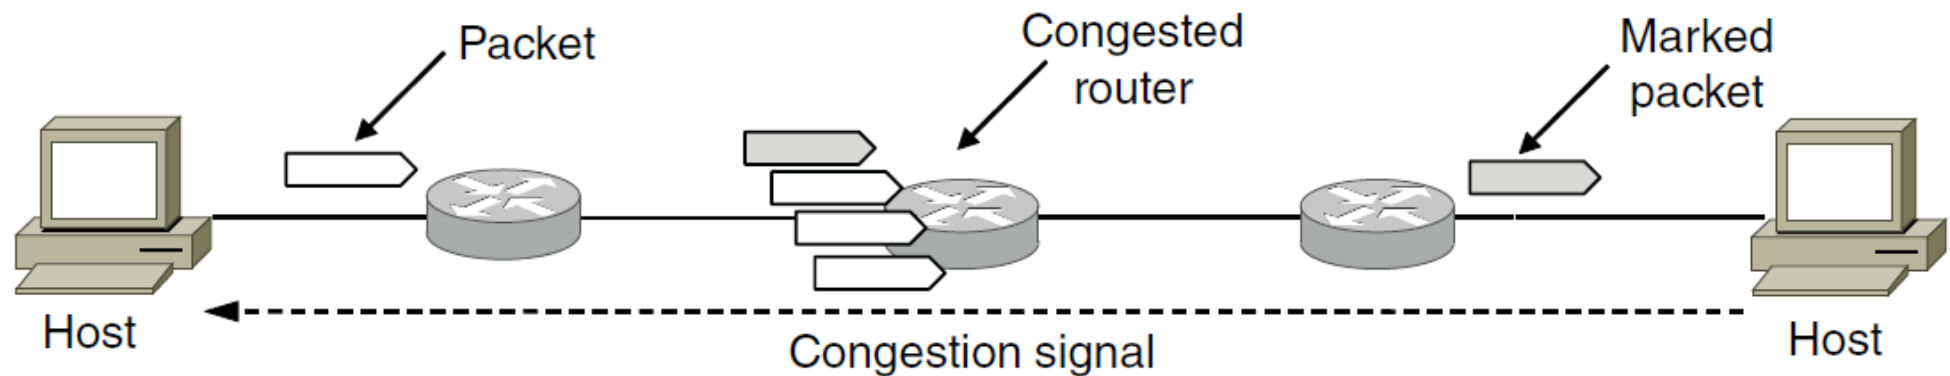 Packet
Congested
router
Marked
packet
Host
Congestion signal
Host